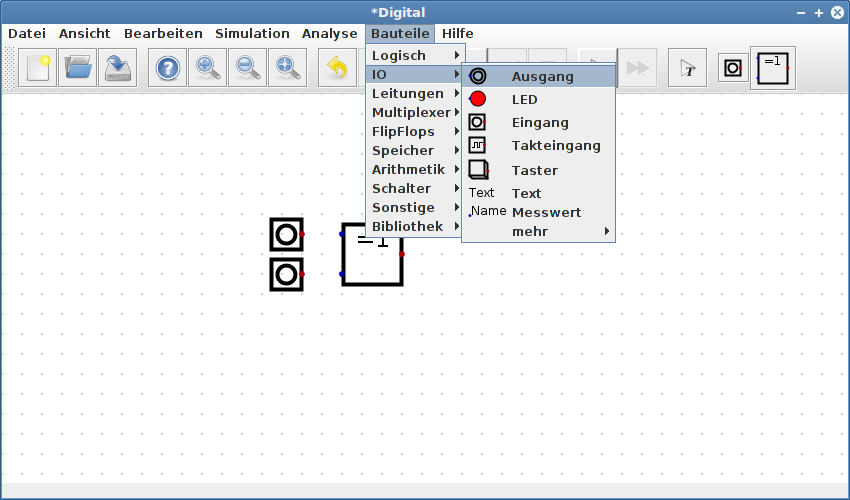 *Digital
Datei Ansicht Bearbeiten Simulation Analyse Bauteile Hilfe
=1
Logisch
IO
Leitungen
Multiplexer
FlipFlops
Speicher
Arithmetik
Schalter
Sonstige
Bibliothek
Ausgang
LED
Eingang
Takteingang
Taster
Text Text
Name Messwert
mehr
=1